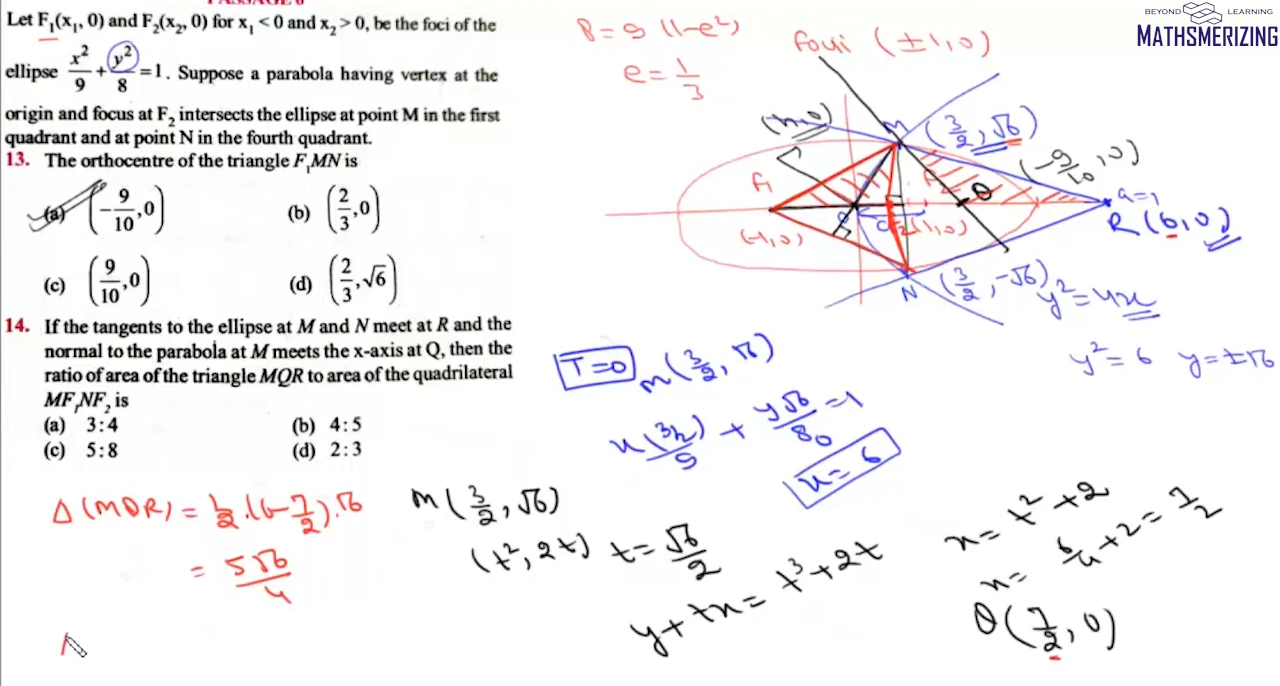 BEYOND LEARNING
MATHSMERIZING
Let F₁(x₁, 0) and F₂(x₂, 0) for x₁ < 0 and x₂ > 0, be the foci of the
ellipse x²/9 + y²/8 = 1. Suppose a parabola having vertex at the
origin and focus at F₂ intersects the ellipse at point M in the first
quadrant and at point N in the fourth quadrant.
13. The orthocentre of the triangle F₁MN is
(a) (-9/10, 0) (b) (2/3, 0)
(c) (9/10, 0) (d) (2/3, √6)
14. If the tangents to the ellipse at M and N meet at R and the
normal to the parabola at M meets the x-axis at Q, then the
ratio of area of the triangle MQR to area of the quadrilateral
MF₁NF₂ is
(a) 3:4 (b) 4:5
(c) 5:8 (d) 2:3
8 = 9 (1-e²)
e = 1/3
foci (±1, 0)
M (3/2, √6)
(9/10, 0)
F₁
(-1, 0)
F₂ (1, 0)
Q
a=1
R (6, 0)
N (3/2, -√6)
y² = 4x
y² = 6 y = ±√6
T=0 M (3/2, √6)
x(3/2)/9 + y√6/8 = 1
0
x = 6
Δ(MQR) = 1/2 · (6 - 7/2) · √6
= 5√6/4
M (3/2, √6)
(t², 2t) t = √6/2
y + tx = t³ + 2t
x = t² + 2
x = 6/4 + 2 = 7/2
Q (7/2, 0)